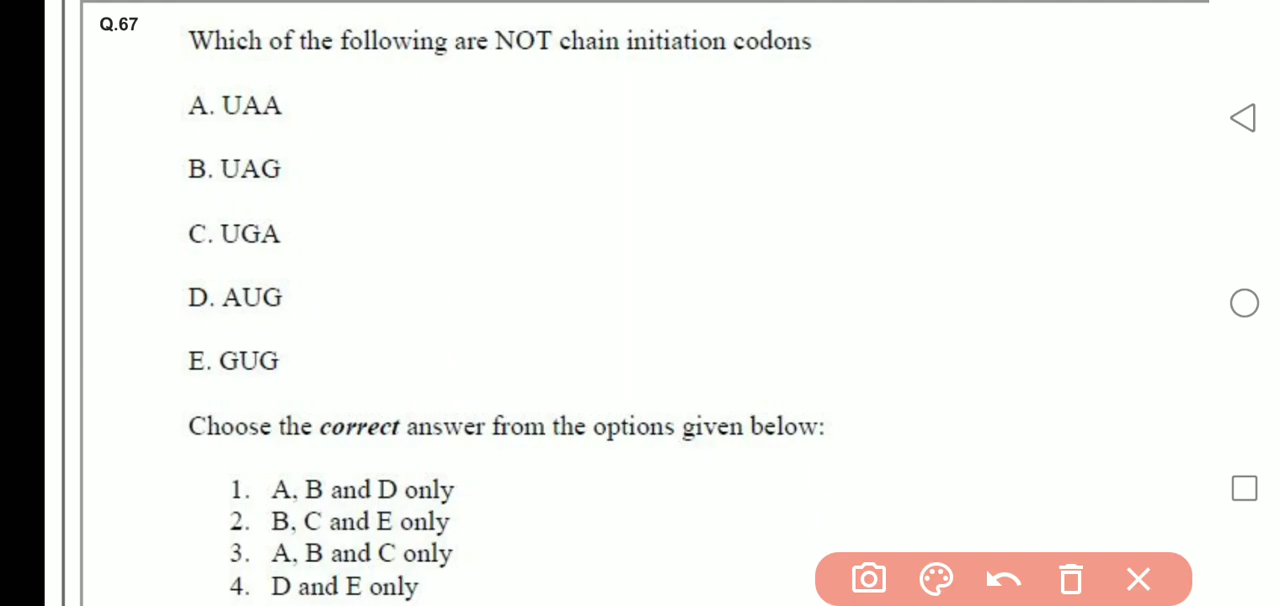 Q.67
Which of the following are NOT chain initiation codons
A. UAA
B. UAG
C. UGA
D. AUG
E. GUG
Choose the correct answer from the options given below:
1. A, B and D only
2. B, C and E only
3. A, B and C only
4. D and E only